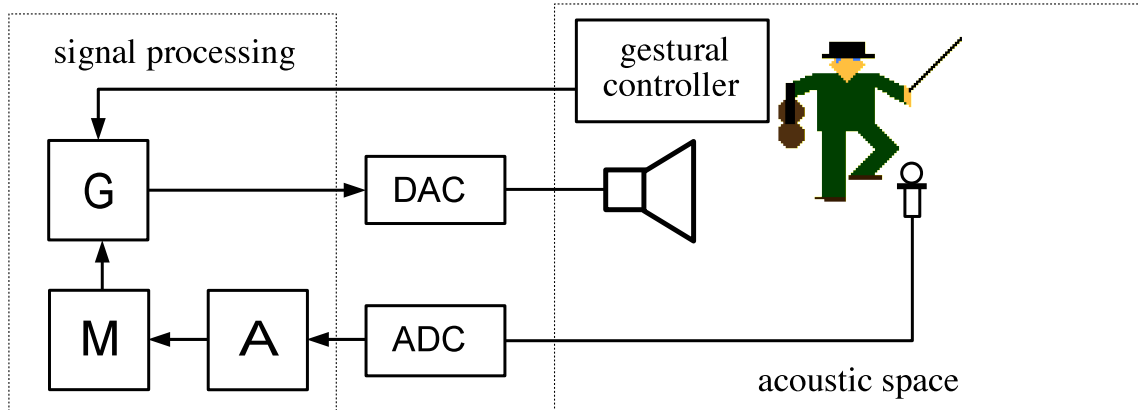 signal processing
gestural
controller
G
DAC
M
A
ADC
acoustic space